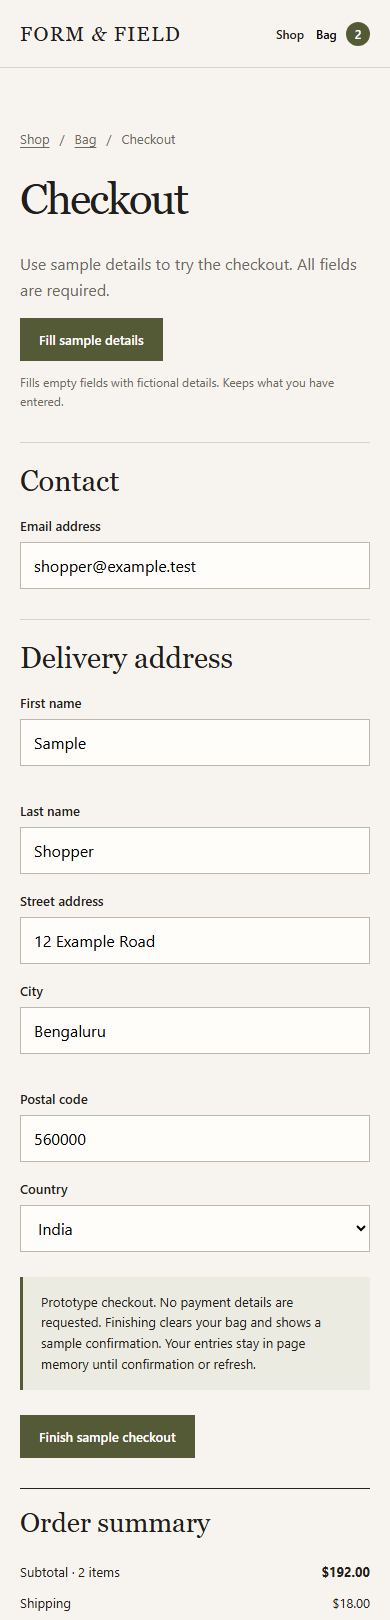 FORM & FIELD
Shop Bag 2
Shop / Bag / Checkout
Checkout
Use sample details to try the checkout. All fields
are required.
Fill sample details
Fills empty fields with fictional details. Keeps what you have
entered.
Contact
Email address
shopper@example.test
Delivery address
First name
Sample
Last name
Shopper
Street address
12 Example Road
City
Bengaluru
Postal code
560000
Country
India
Prototype checkout. No payment details are
requested. Finishing clears your bag and shows a
sample confirmation. Your entries stay in page
memory until confirmation or refresh.
Finish sample checkout
Order summary
Subtotal · 2 items $192.00
Shipping $18.00